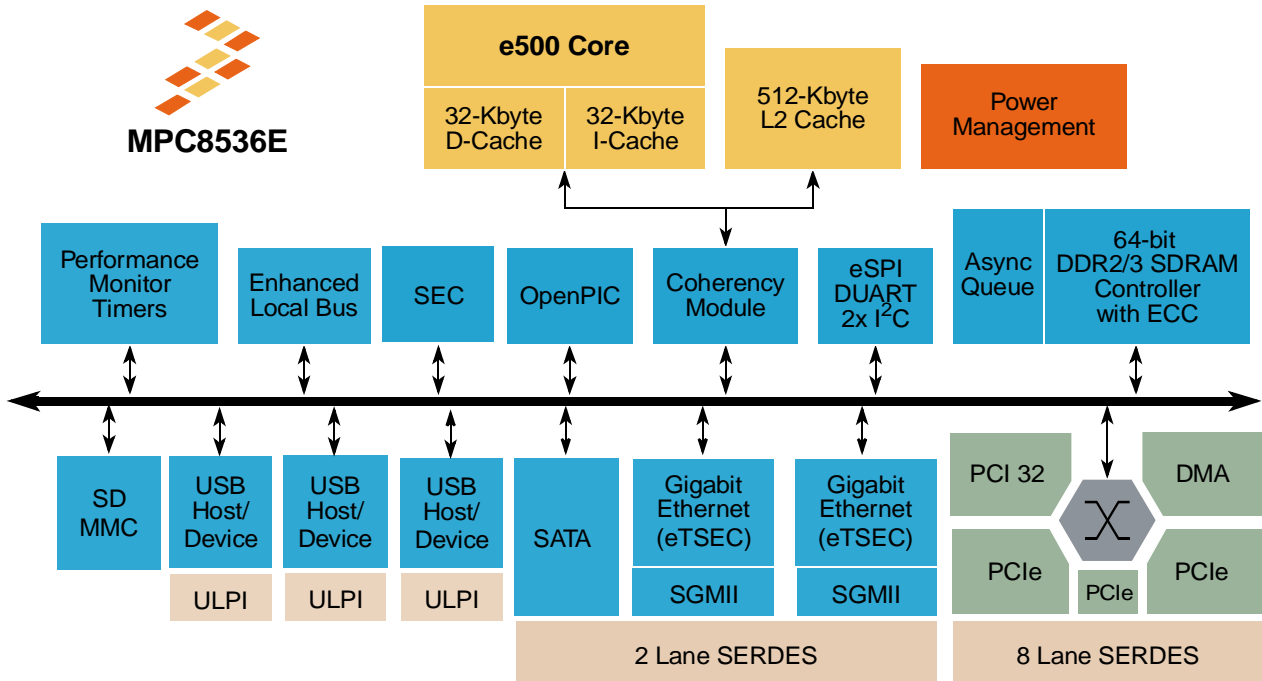 MPC8536E
e500 Core
32-Kbyte
D-Cache
32-Kbyte
I-Cache
512-Kbyte
L2 Cache
Power
Management
Performance
Monitor
Timers
Enhanced
Local Bus
SEC
OpenPIC
Coherency
Module
eSPI
DUART
2x I²C
Async
Queue
64-bit
DDR2/3 SDRAM
Controller
with ECC
SD
MMC
USB
Host/
Device
ULPI
USB
Host/
Device
ULPI
USB
Host/
Device
ULPI
SATA
Gigabit
Ethernet
(eTSEC)
SGMII
Gigabit
Ethernet
(eTSEC)
SGMII
2 Lane SERDES
PCI 32
DMA
PCIe
PCIe
PCIe
8 Lane SERDES